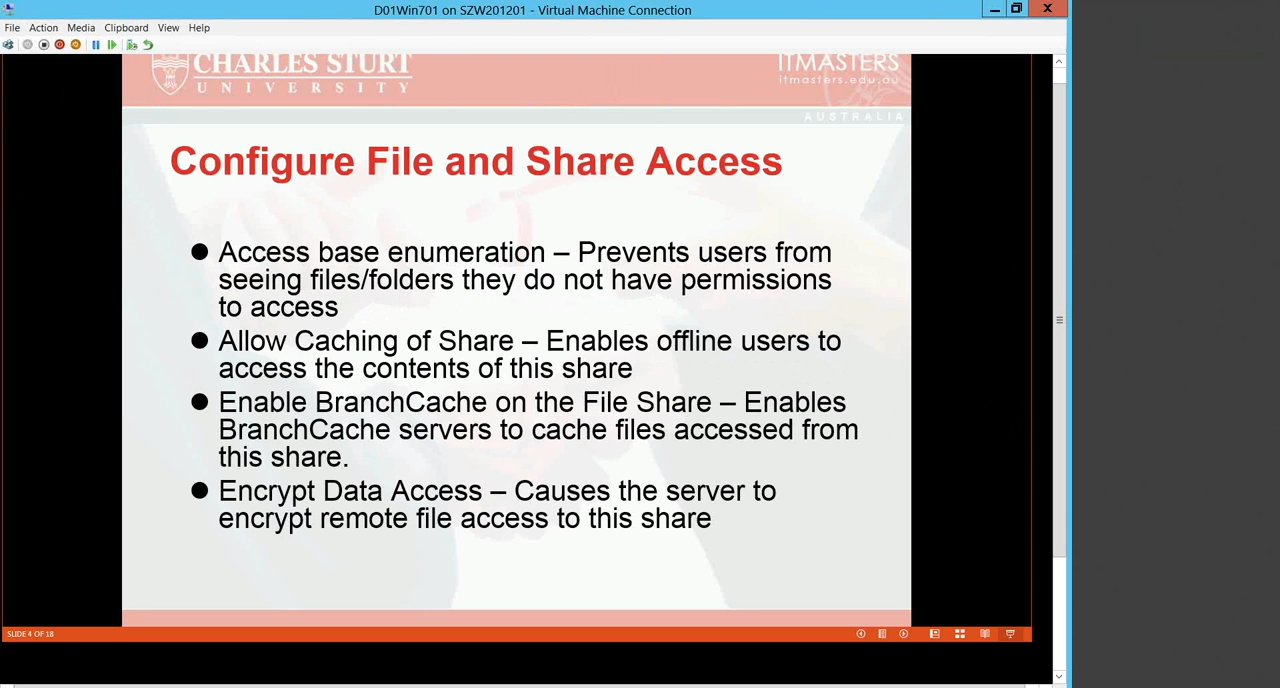 D01Win701 on SZW201201 - Virtual Machine Connection
File Action Media Clipboard View Help
CHARLES STURT
UNIVERSITY
ITMASTERS
itmasters.edu.au
AUSTRALIA
Configure File and Share Access
● Access base enumeration – Prevents users from
seeing files/folders they do not have permissions
to access
● Allow Caching of Share – Enables offline users to
access the contents of this share
● Enable BranchCache on the File Share – Enables
BranchCache servers to cache files accessed from
this share.
● Encrypt Data Access – Causes the server to
encrypt remote file access to this share
SLIDE 4 OF 18